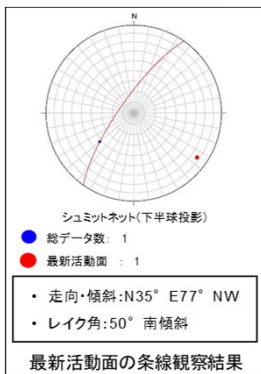 N
シュミットネット(下半球投影)
総データ数: 1
最新活動面 : 1
・ 走向・傾斜:N35° E77° NW
・ レイク角:50° 南傾斜
最新活動面の条線観察結果